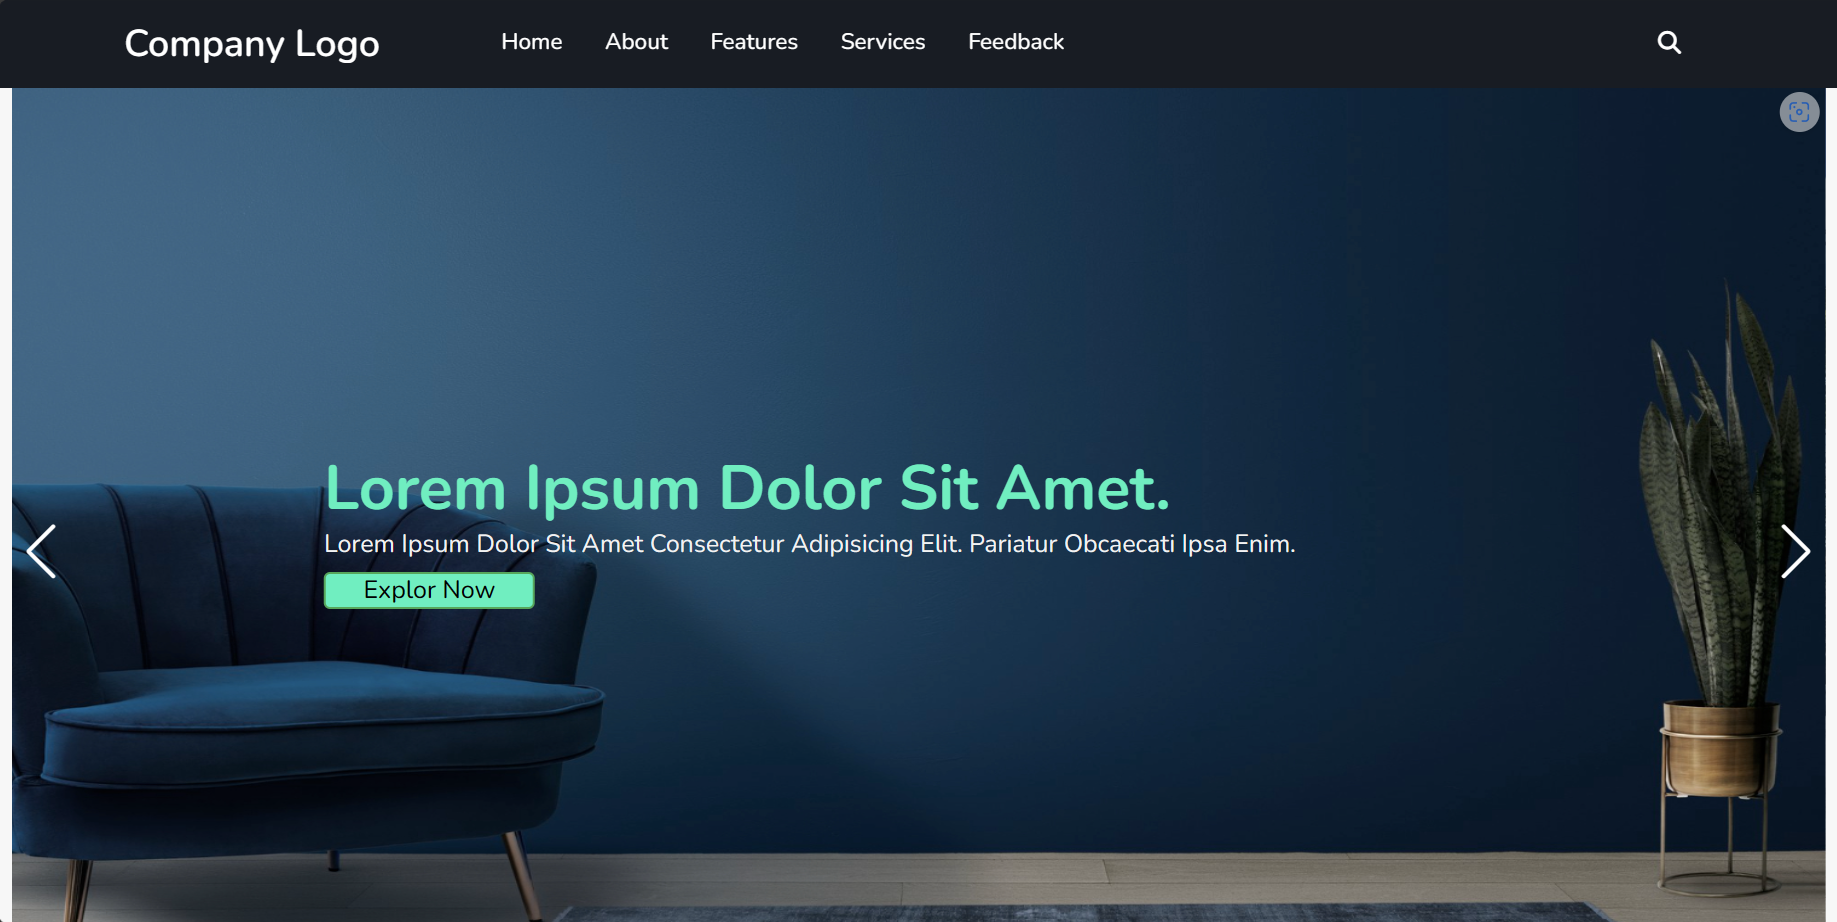 Company Logo
Home About Features Services Feedback
Lorem Ipsum Dolor Sit Amet.
Lorem Ipsum Dolor Sit Amet Consectetur Adipisicing Elit. Pariatur Obcaecati Ipsa Enim.
Explor Now